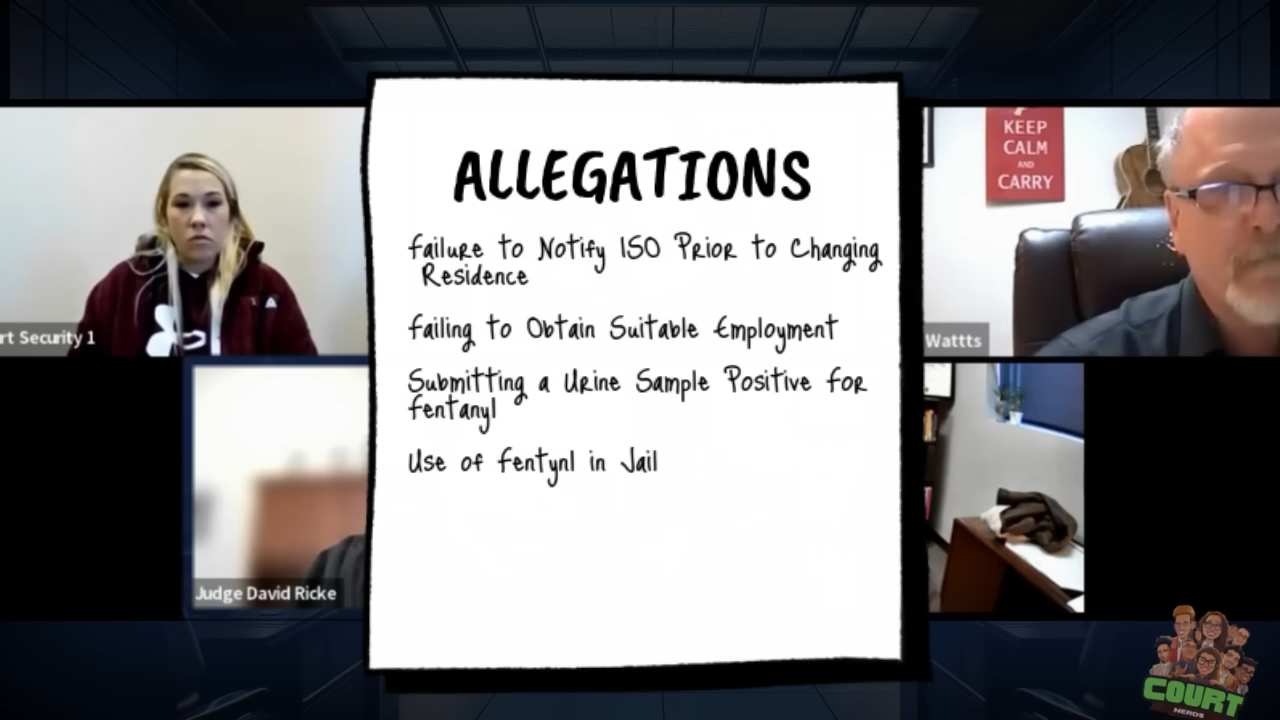 ALLEGATIONS
Failure to Notify ISO Prior to Changing
Residence
Failing to Obtain Suitable Employment
Submitting a Urine Sample Positive for
Fentanyl
Use of Fentynl in Jail
KEEP
CALM
AND
CARRY
rt Security 1
Wattts
Judge David Ricke
COURT
NERDS